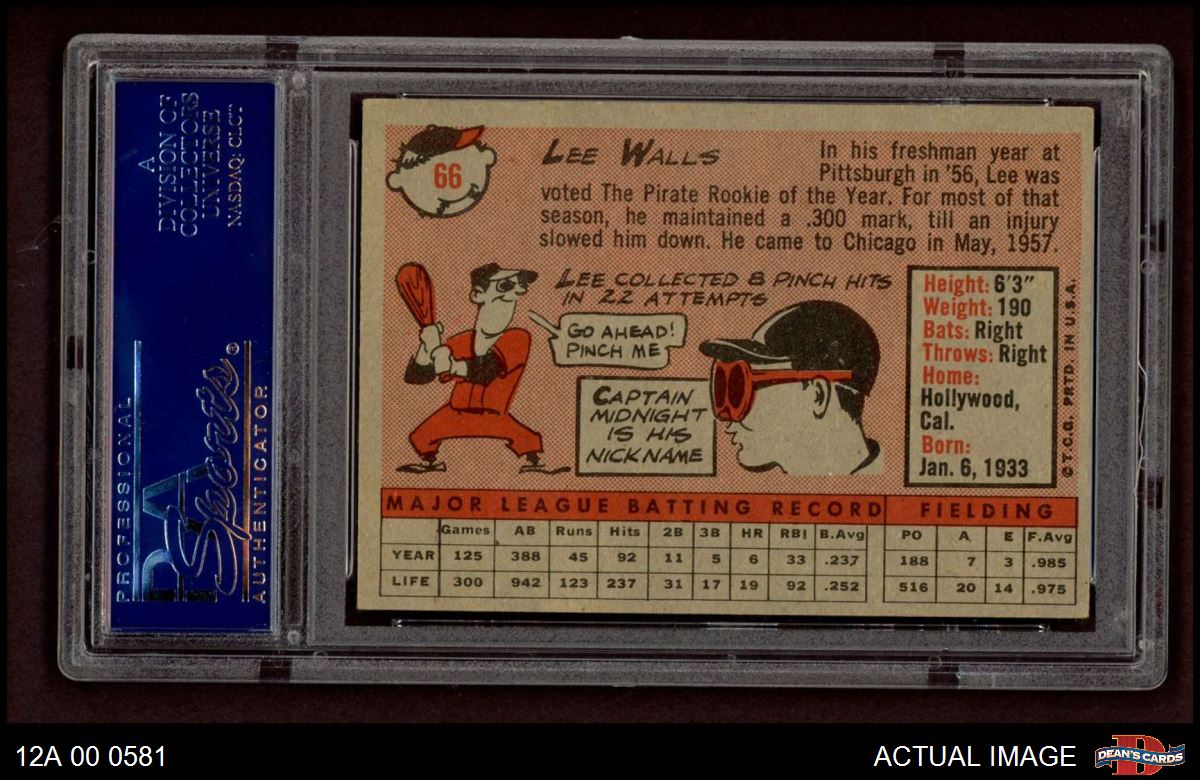 A
DIVISION OF
COLLECTORS
UNIVERSE
NASDAQ: CLCT
PROFESSIONAL
PSA
Sports®
AUTHENTICATOR
66
LEE WALLS
In his freshman year at
Pittsburgh in '56, Lee was
voted The Pirate Rookie of the Year. For most of that
season, he maintained a .300 mark, till an injury
slowed him down. He came to Chicago in May, 1957.
LEE COLLECTED 8 PINCH HITS
IN 22 ATTEMPTS
GO AHEAD!
PINCH ME
CAPTAIN
MIDNIGHT
IS HIS
NICKNAME
Height: 6'3"
Weight: 190
Bats: Right
Throws: Right
Home:
Hollywood,
Cal.
Born:
Jan. 6, 1933
©T.C.G. PRTD. IN U.S.A.
MAJOR LEAGUE BATTING RECORD FIELDING
Games AB Runs Hits 2B 3B HR RBI B.Avg PO A E F.Avg
YEAR 125 388 45 92 11 5 6 33 .237 188 7 3 .985
LIFE 300 942 123 237 31 17 19 92 .252 516 20 14 .975
12A 00 0581
ACTUAL IMAGE
D
DEAN'S CARDS